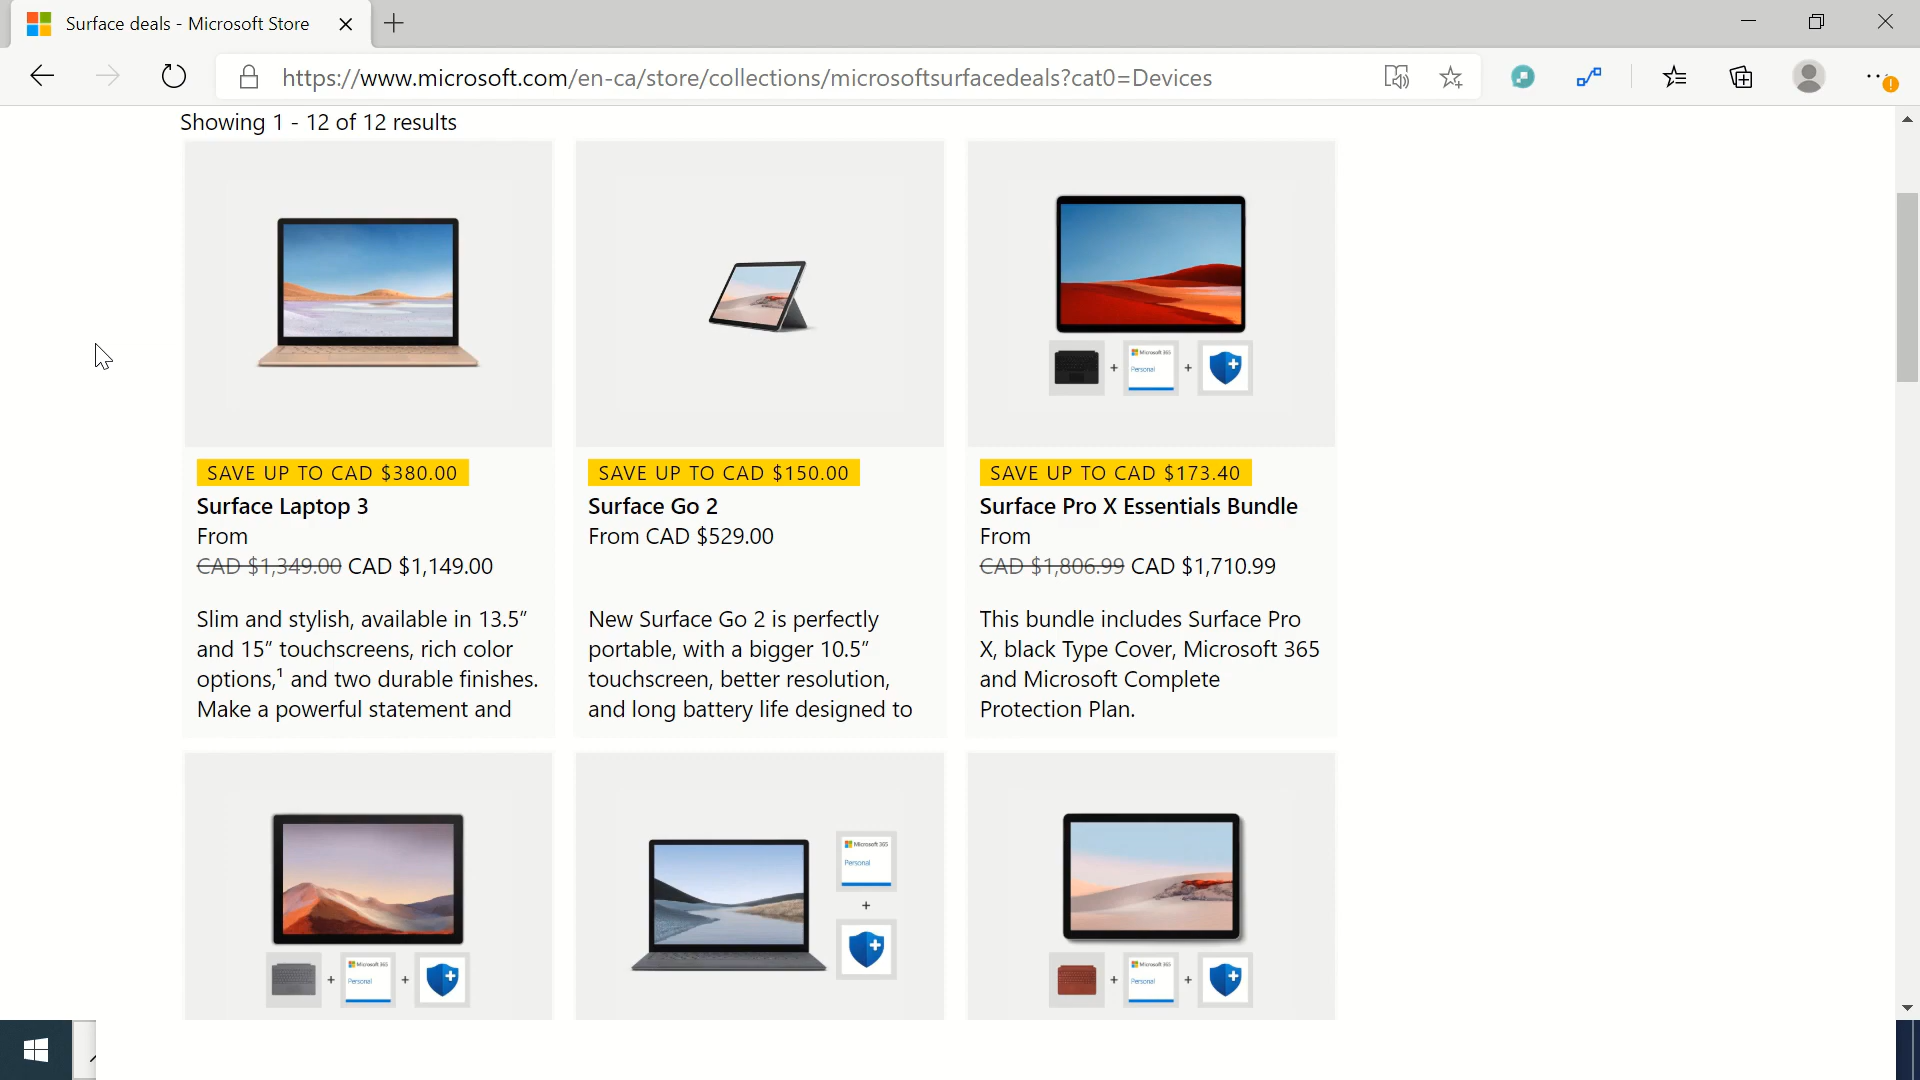 Surface deals - Microsoft Store
https://www.microsoft.com/en-ca/store/collections/microsoftsurfacedeals?cat0=Devices
Showing 1 - 12 of 12 results
Microsoft 365
Personal
SAVE UP TO CAD $380.00
Surface Laptop 3
From
CAD $1,349.00 CAD $1,149.00
Slim and stylish, available in 13.5”
and 15” touchscreens, rich color
options,¹ and two durable finishes.
Make a powerful statement and
SAVE UP TO CAD $150.00
Surface Go 2
From CAD $529.00
New Surface Go 2 is perfectly
portable, with a bigger 10.5”
touchscreen, better resolution,
and long battery life designed to
SAVE UP TO CAD $173.40
Surface Pro X Essentials Bundle
From
CAD $1,806.99 CAD $1,710.99
This bundle includes Surface Pro
X, black Type Cover, Microsoft 365
and Microsoft Complete
Protection Plan.
Microsoft 365
Personal
Microsoft 365
Personal
Microsoft 365
Personal